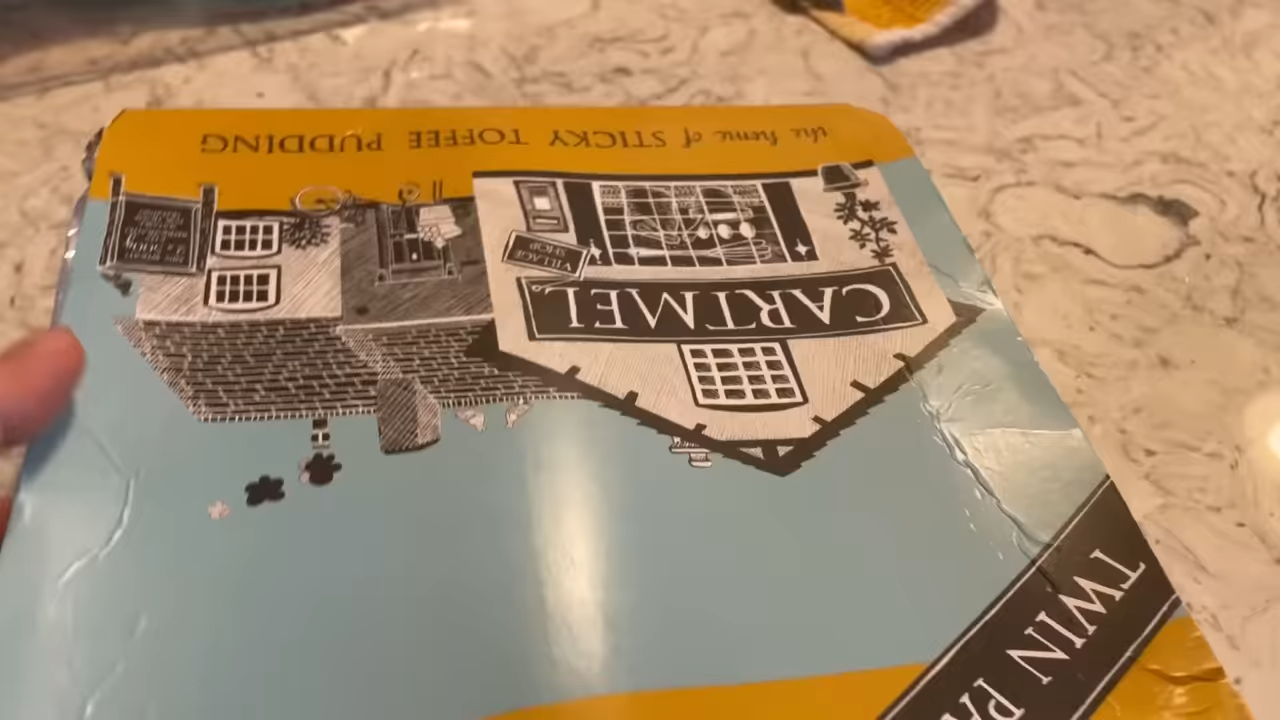 TWIN PA
CARTMEL
VILLAGE
SHOP
the home of STICKY TOFFEE PUDDING